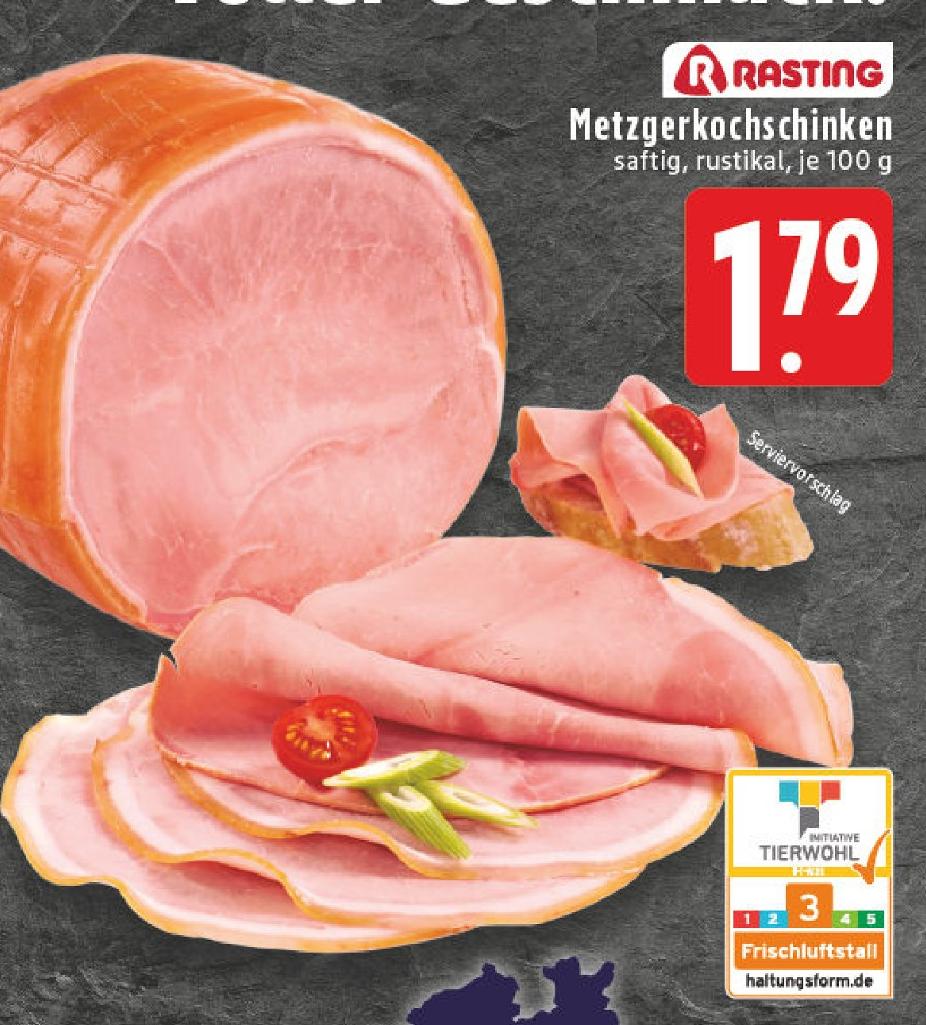 RASTING
Metzgerkochschinken
saftig, rustikal, je 100 g
1.79
Serviervorschlag
INITIATIVE
TIERWOHL
1 2 3 4 5
Frischluftstall
haltungsform.de